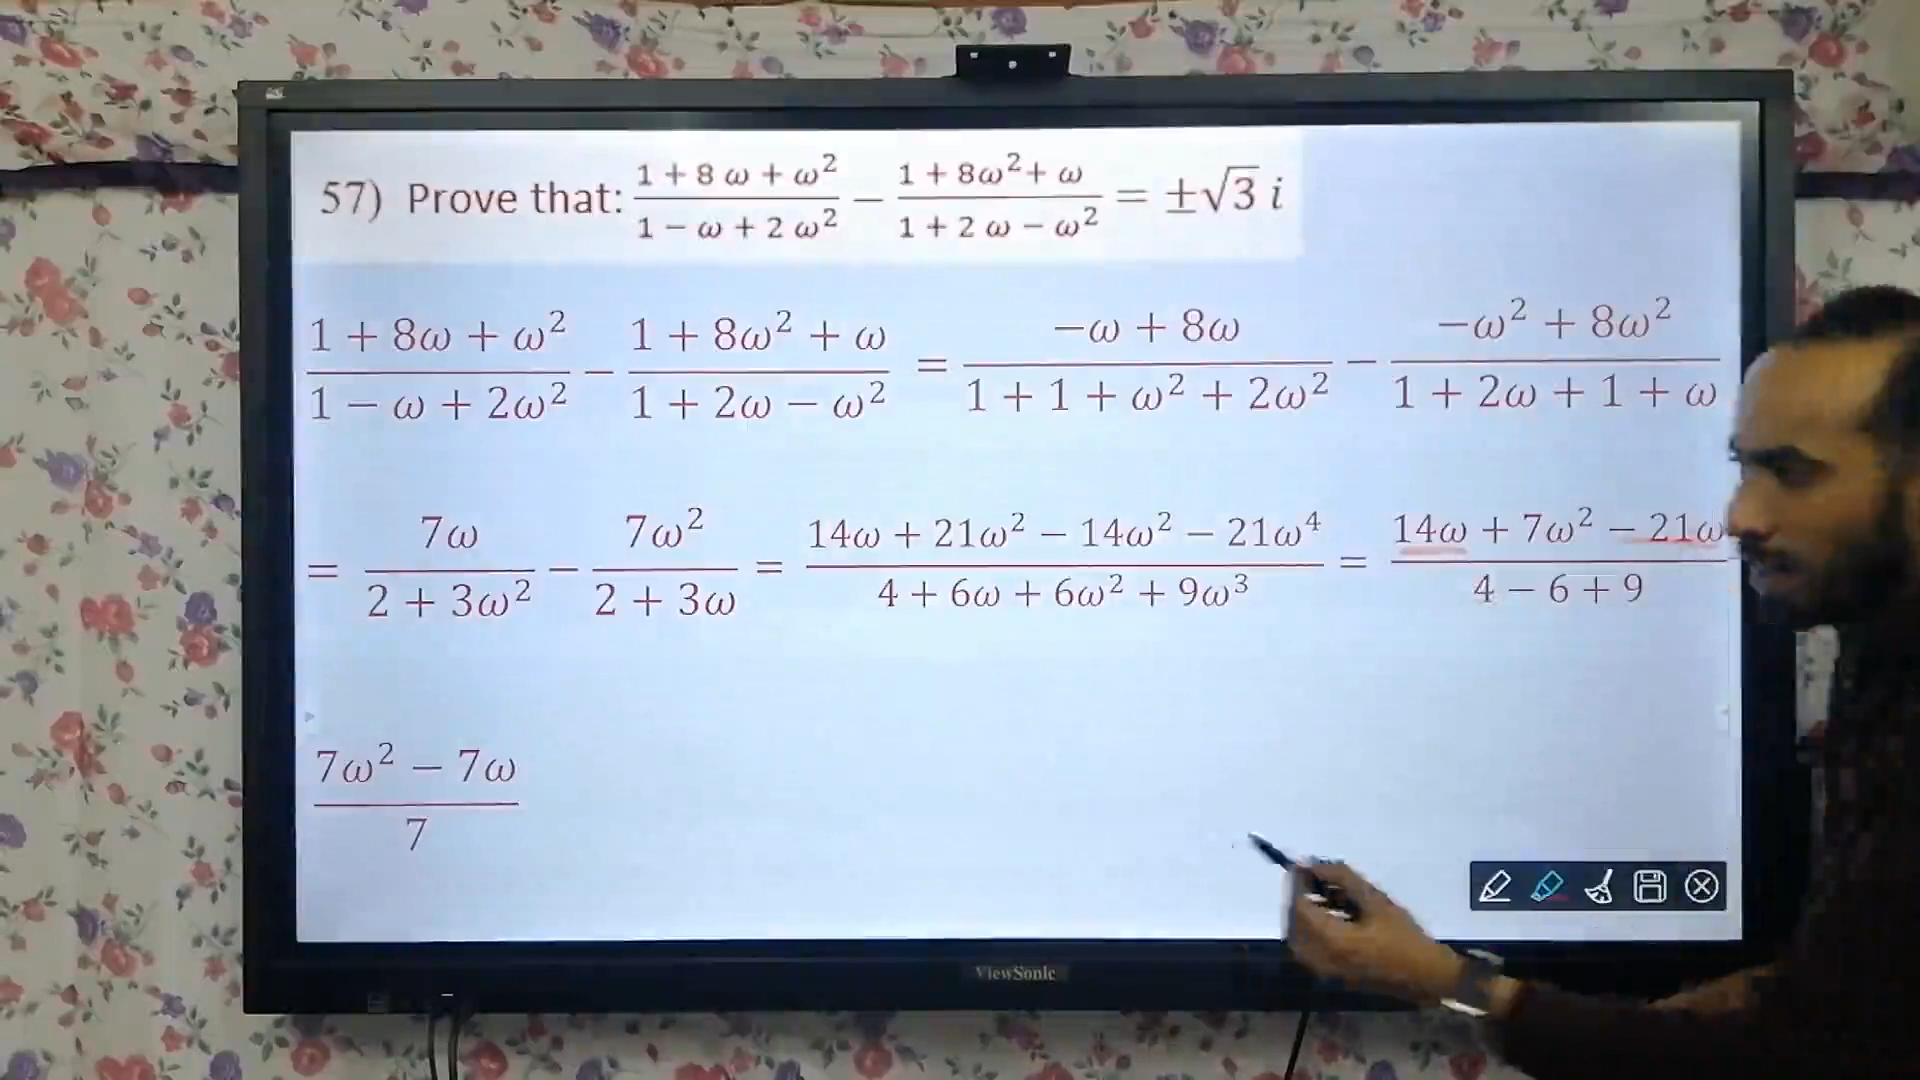 57) Prove that: (1 + 8 ω + ω²)/(1 − ω + 2 ω²) − (1 + 8ω² + ω)/(1 + 2 ω − ω²) = ±√3 i
(1 + 8ω + ω²)/(1 − ω + 2ω²) − (1 + 8ω² + ω)/(1 + 2ω − ω²) = (−ω + 8ω)/(1 + 1 + ω² + 2ω²) − (−ω² + 8ω²)/(1 + 2ω + 1 + ω)
= 7ω/(2 + 3ω²) − 7ω²/(2 + 3ω) = (14ω + 21ω² − 14ω² − 21ω⁴)/(4 + 6ω + 6ω² + 9ω³) = (14ω + 7ω² − 21ω)/(4 − 6 + 9)
(7ω² − 7ω)/7
ViewSonic